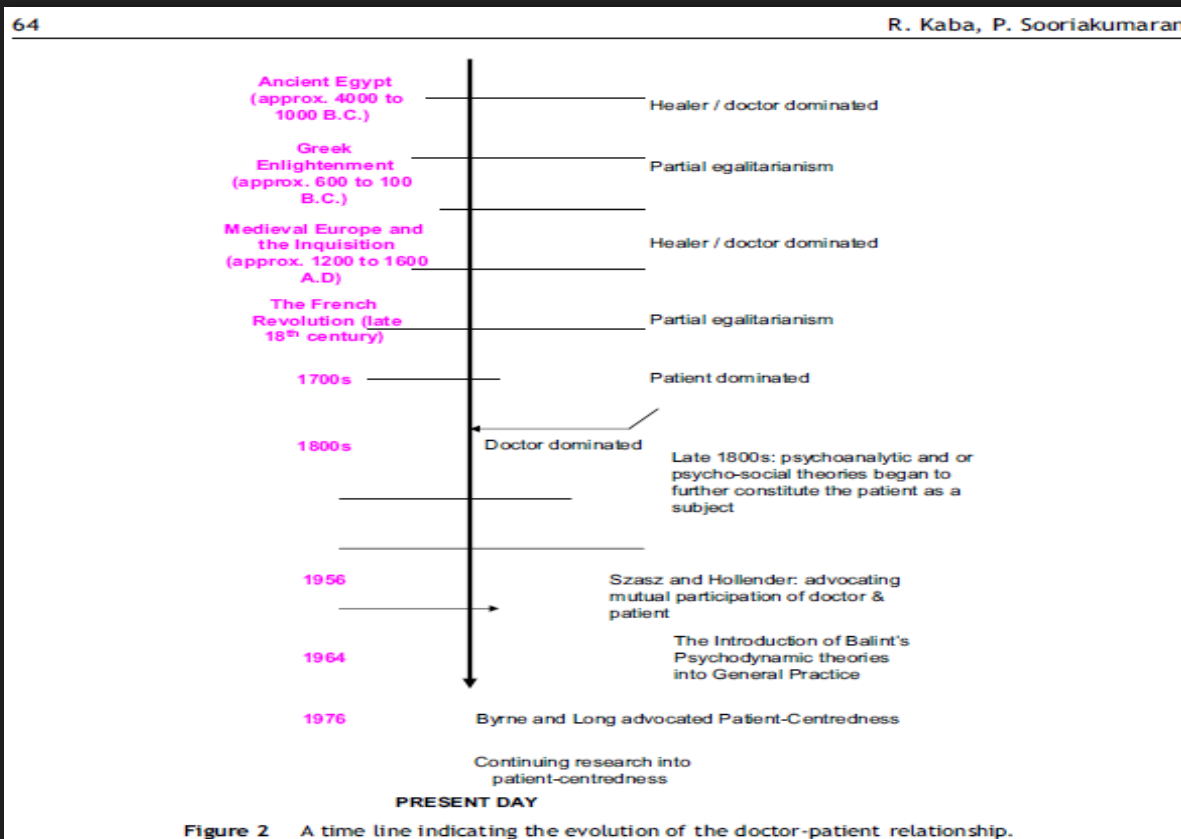 64
R. Kaba, P. Sooriakumaran
Ancient Egypt
(approx. 4000 to
1000 B.C.)
Healer / doctor dominated
Greek
Enlightenment
(approx. 600 to 100
B.C.)
Partial egalitarianism
Medieval Europe and
the Inquisition
(approx. 1200 to 1600
A.D)
Healer / doctor dominated
The French
Revolution (late
18th century)
Partial egalitarianism
1700s
Patient dominated
1800s
Doctor dominated
Late 1800s: psychoanalytic and or
psycho-social theories began to
further constitute the patient as a
subject
1956
Szasz and Hollender: advocating
mutual participation of doctor &
patient
1964
The Introduction of Balint's
Psychodynamic theories
into General Practice
1976
Byrne and Long advocated Patient-Centredness
Continuing research into
patient-centredness
PRESENT DAY
Figure 2 A time line indicating the evolution of the doctor-patient relationship.